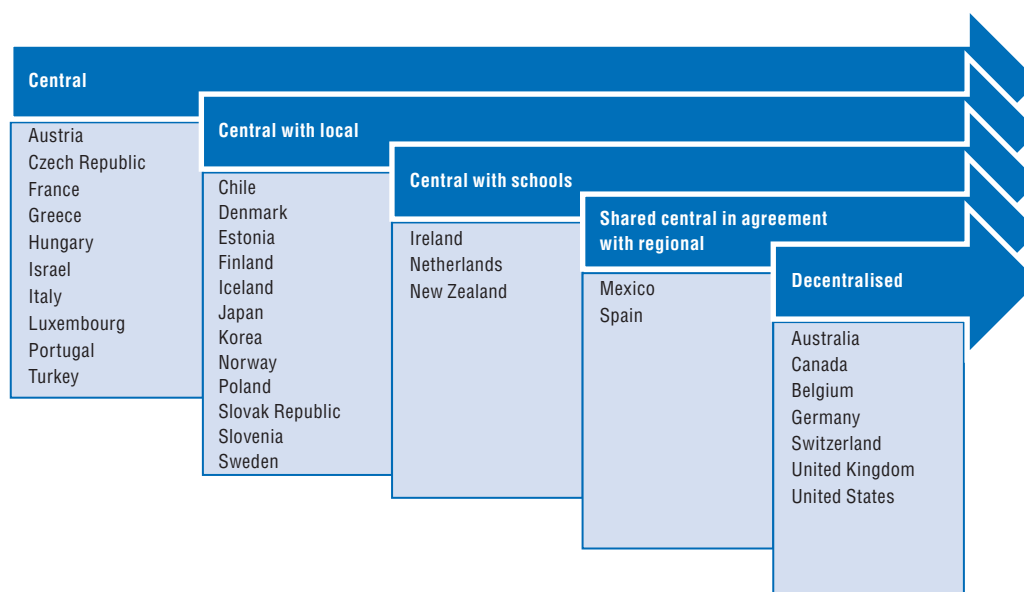 Central
Austria
Czech Republic
France
Greece
Hungary
Israel
Italy
Luxembourg
Portugal
Turkey
Central with local
Chile
Denmark
Estonia
Finland
Iceland
Japan
Korea
Norway
Poland
Slovak Republic
Slovenia
Sweden
Central with schools
Ireland
Netherlands
New Zealand
Shared central in agreement
with regional
Mexico
Spain
Decentralised
Australia
Canada
Belgium
Germany
Switzerland
United Kingdom
United States